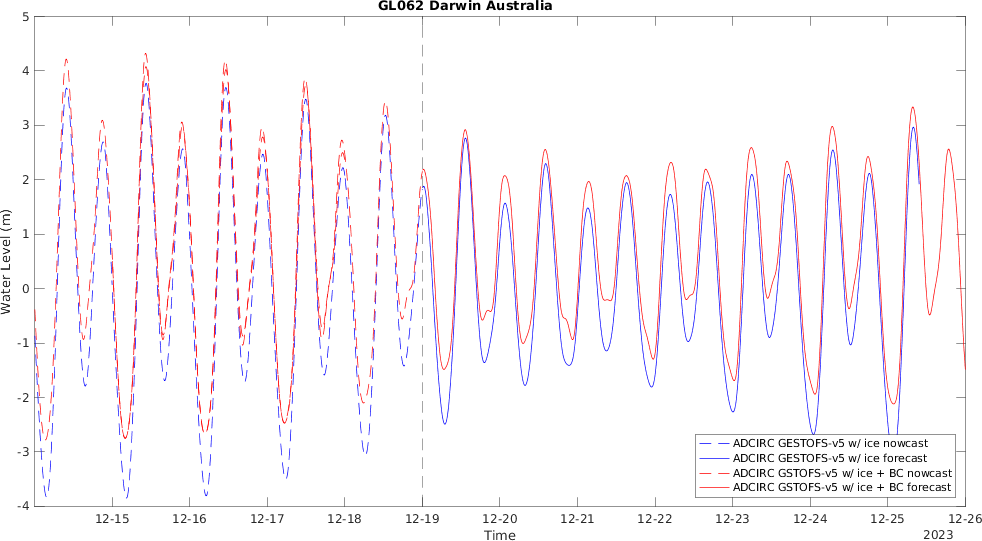 GL062 Darwin Australia
5
4
3
2
1
0
-1
-2
-3
-4
Water Level (m)
ADCIRC GESTOFS-v5 w/ ice nowcast
ADCIRC GESTOFS-v5 w/ ice forecast
ADCIRC GSTOFS-v5 w/ ice + BC nowcast
ADCIRC GSTOFS-v5 w/ ice + BC forecast
12-15 12-16 12-17 12-18 12-19 12-20 12-21 12-22 12-23 12-24 12-25 12-26
Time
2023